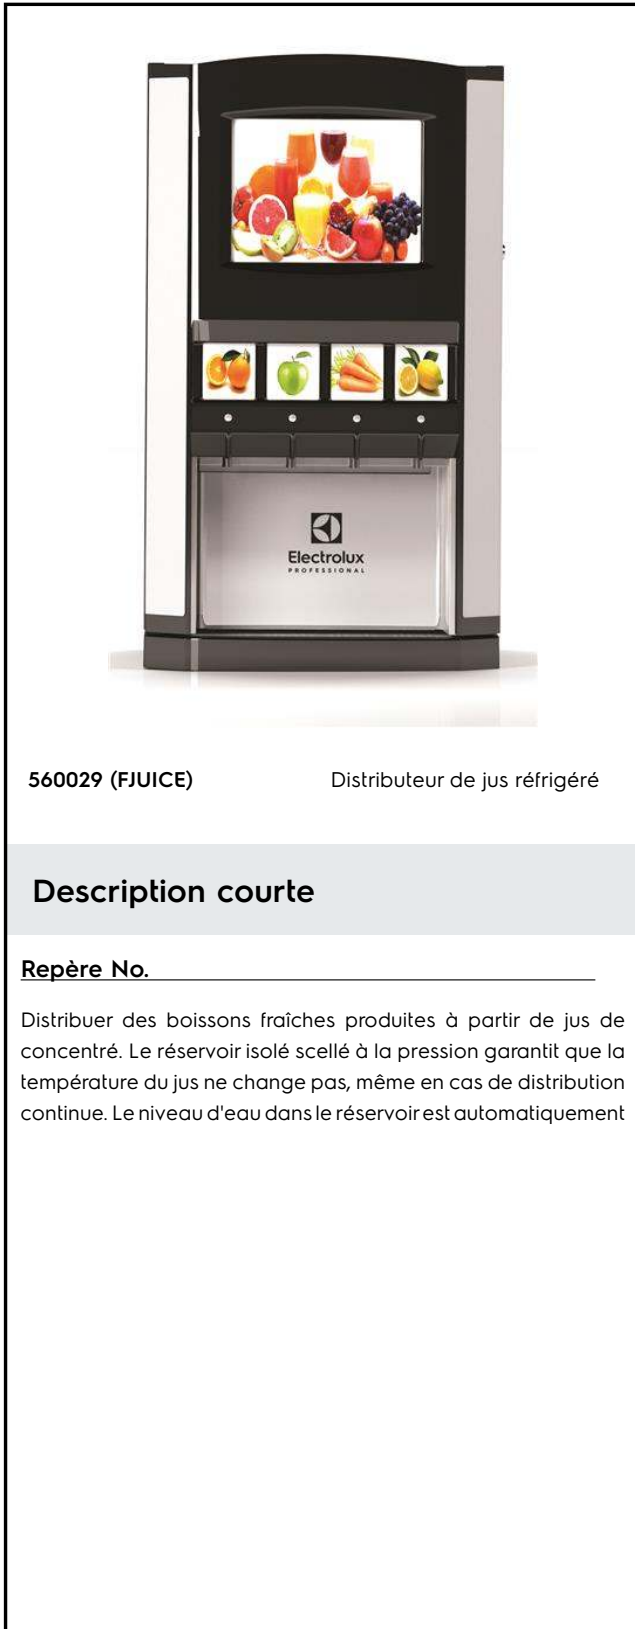 Electrolux
PROFESSIONAL
560029 (FJUICE) Distributeur de jus réfrigéré
Description courte
Repère No.
Distribuer des boissons fraîches produites à partir de jus de
concentré. Le réservoir isolé scellé à la pression garantit que la
température du jus ne change pas, même en cas de distribution
continue. Le niveau d'eau dans le réservoir est automatiquement